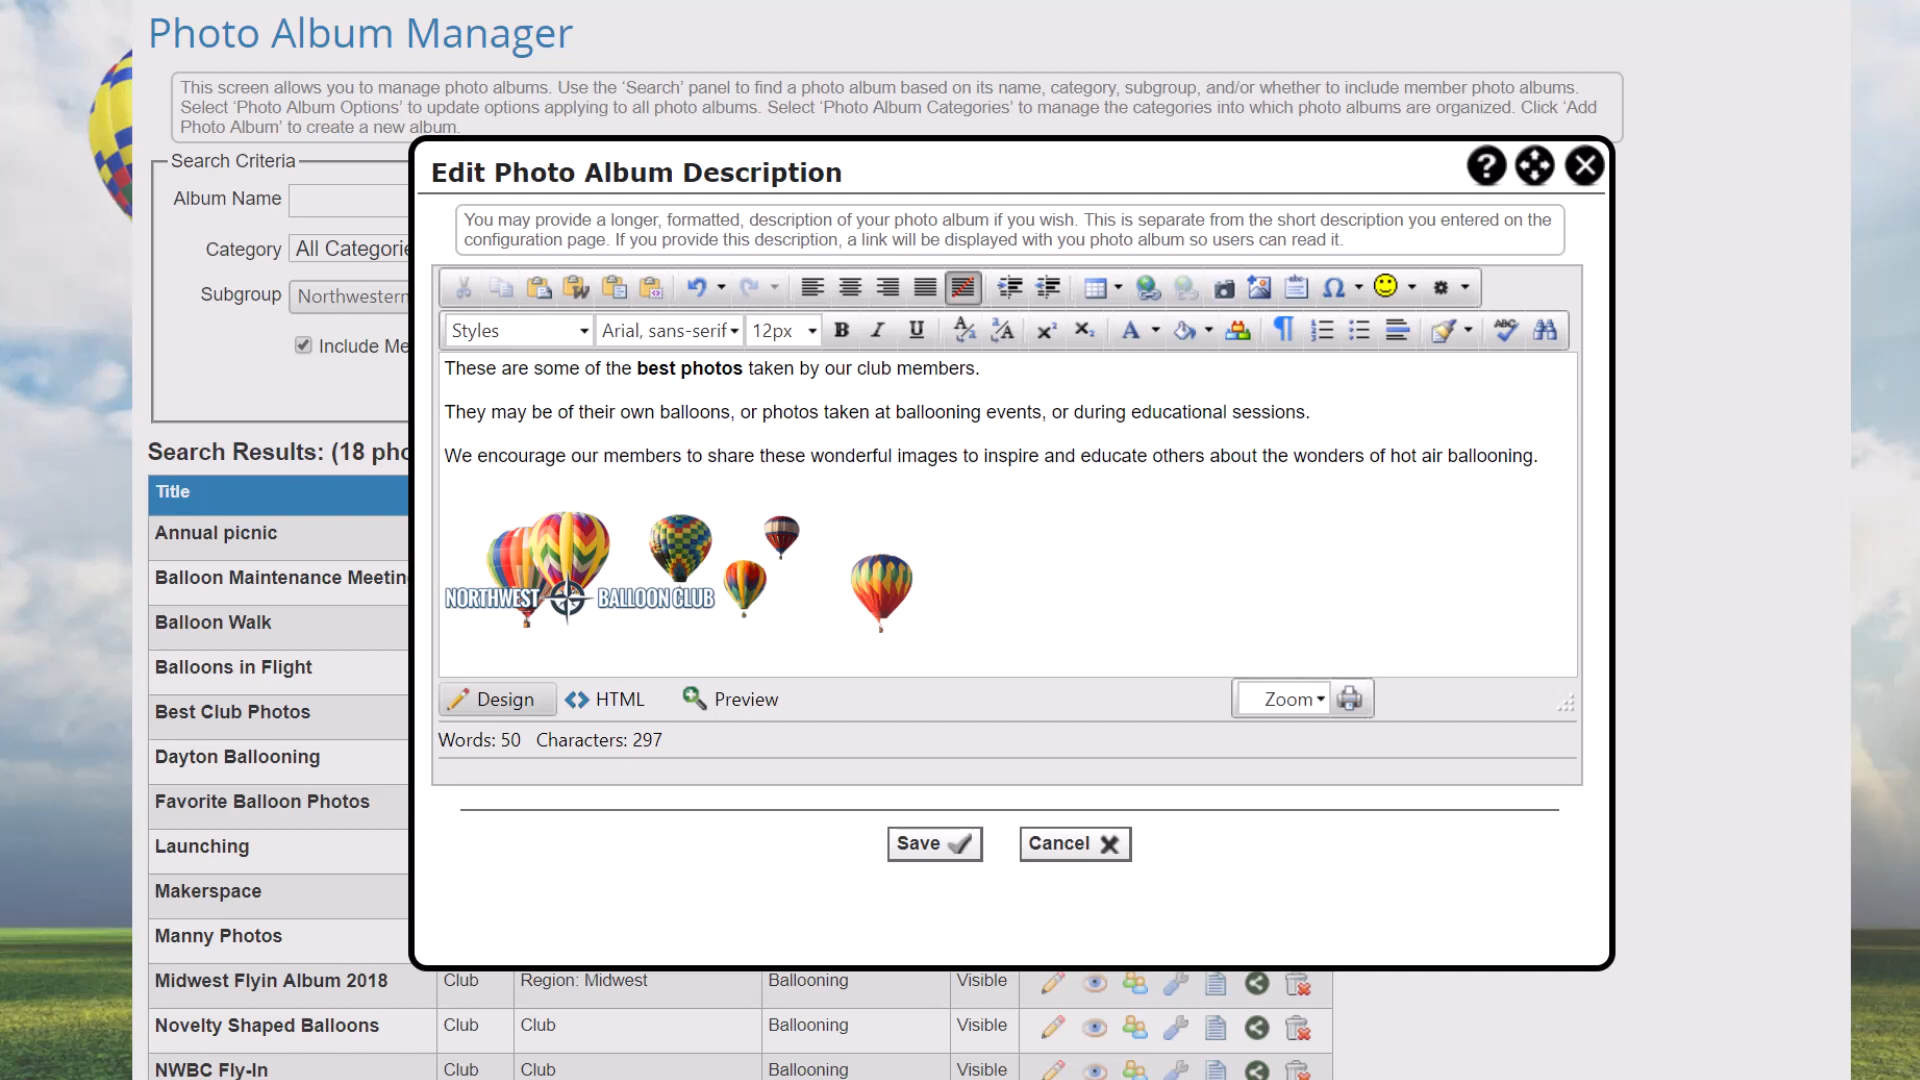 Photo Album Manager
This screen allows you to manage photo albums. Use the ‘Search’ panel to find a photo album based on its name, category, subgroup, and/or whether to include member photo albums.
Select ‘Photo Album Options’ to update options applying to all photo albums. Select ‘Photo Album Categories’ to manage the categories into which photo albums are organized. Click ‘Add
Photo Album’ to create a new album.
Search Criteria
Album Name
Category All Categorie
Subgroup Northwestern
Include Me
Search Results: (18 pho
Title
Annual picnic
Balloon Maintenance Meetin
Balloon Walk
Balloons in Flight
Best Club Photos
Dayton Ballooning
Favorite Balloon Photos
Launching
Makerspace
Manny Photos
Midwest Flyin Album 2018 Club Region: Midwest Ballooning Visible
Novelty Shaped Balloons Club Club Ballooning Visible
NWBC Fly-In Club Club Ballooning Visible
Edit Photo Album Description
You may provide a longer, formatted, description of your photo album if you wish. This is separate from the short description you entered on the
configuration page. If you provide this description, a link will be displayed with you photo album so users can read it.
Styles Arial, sans-serif 12px
These are some of the best photos taken by our club members.
They may be of their own balloons, or photos taken at ballooning events, or during educational sessions.
We encourage our members to share these wonderful images to inspire and educate others about the wonders of hot air ballooning.
NORTHWEST BALLOON CLUB
Design HTML Preview Zoom
Words: 50 Characters: 297
Save Cancel